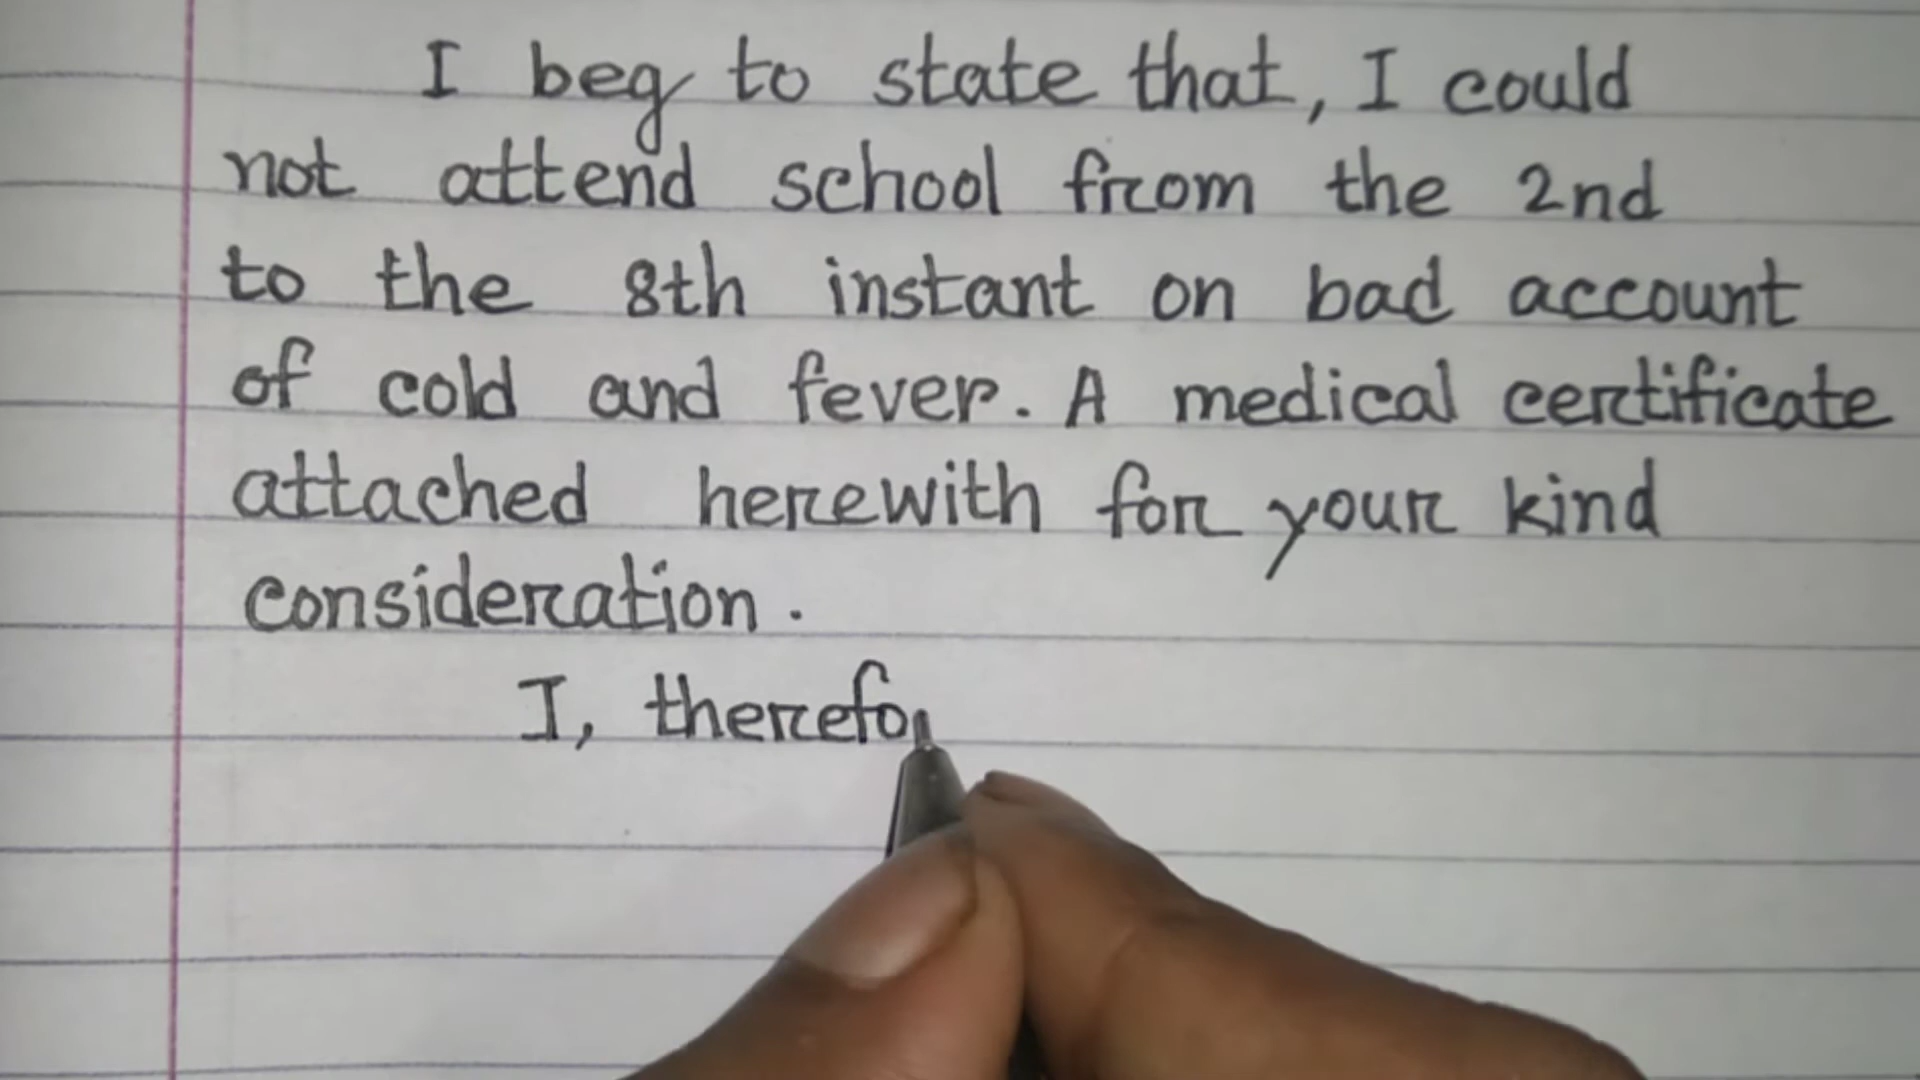 I beg to state that, I could
not attend school from the 2nd
to the 8th instant on bad account
of cold and fever. A medical certificate
attached herewith for your kind
consideration.
I, therefo